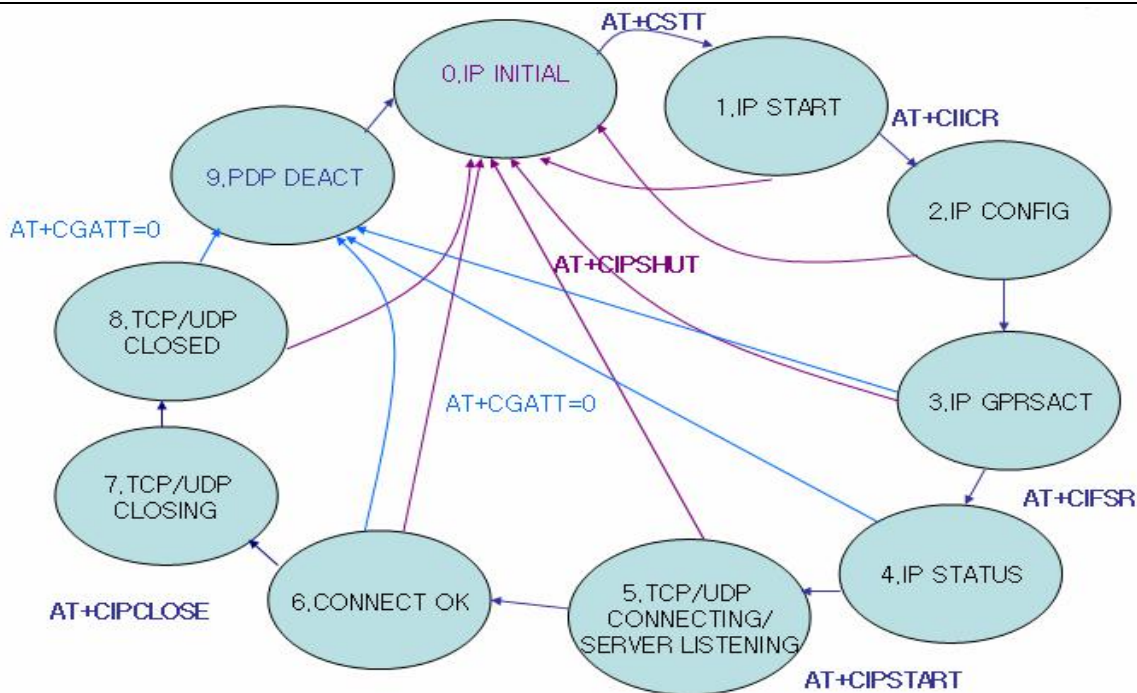 AT+CSTT
0,IP INITIAL
1,IP START
AT+CIICR
9,PDP DEACT
2,IP CONFIG
AT+CGATT=0
AT+CIPSHUT
8,TCP/UDP
CLOSED
AT+CGATT=0
3,IP GPRSACT
7,TCP/UDP
CLOSING
AT+CIFSR
4,IP STATUS
6,CONNECT OK
5,TCP/UDP
CONNECTING/
SERVER LISTENING
AT+CIPCLOSE
AT+CIPSTART